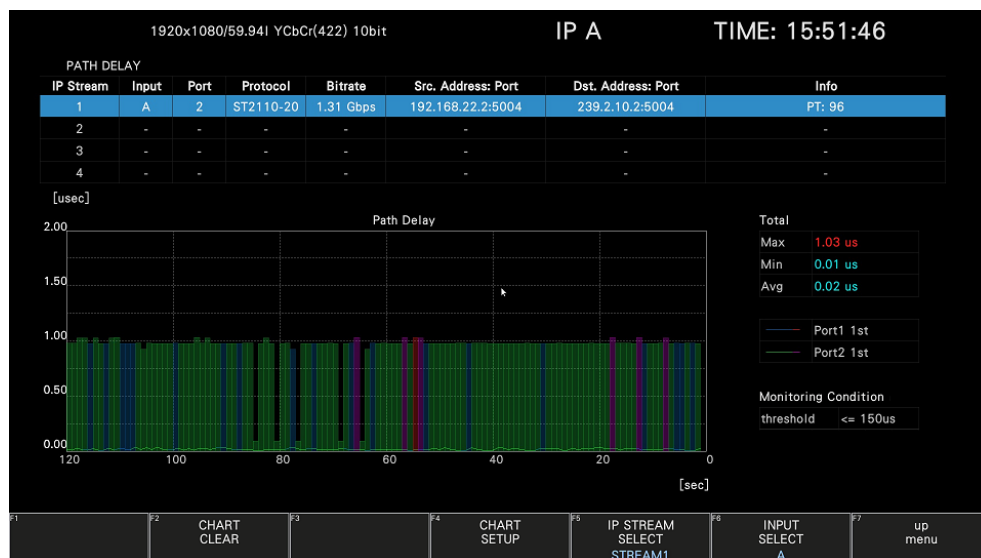 1920x1080/59.94I YCbCr(422) 10bit IP A TIME: 15:51:46
PATH DELAY
IP Stream Input Port Protocol Bitrate Src. Address: Port Dst. Address: Port Info
1 A 2 ST2110-20 1.31 Gbps 192.168.22.2:5004 239.2.10.2:5004 PT: 96
2 - - - - - - -
3 - - - - - - -
4 - - - - - - -
[usec]
Path Delay
2.00
1.50
1.00
0.50
0.00
120 100 80 60 40 20 0
[sec]
Total
Max 1.03 us
Min 0.01 us
Avg 0.02 us
Port1 1st
Port2 1st
Monitoring Condition
threshold <= 150us
F1
F2 CHART CLEAR
F3
F4 CHART SETUP
F5 IP STREAM SELECT STREAM1
F6 INPUT SELECT A
F7 up menu